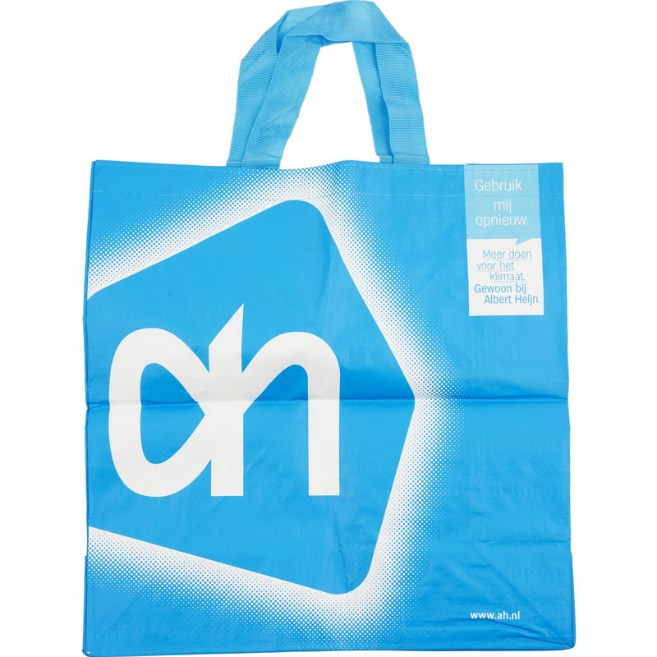 Gebruik
mij
opnieuw.
Meer doen
voor het
klimaat.
Gewoon bij
Albert Heijn.
ah
www.ah.nl